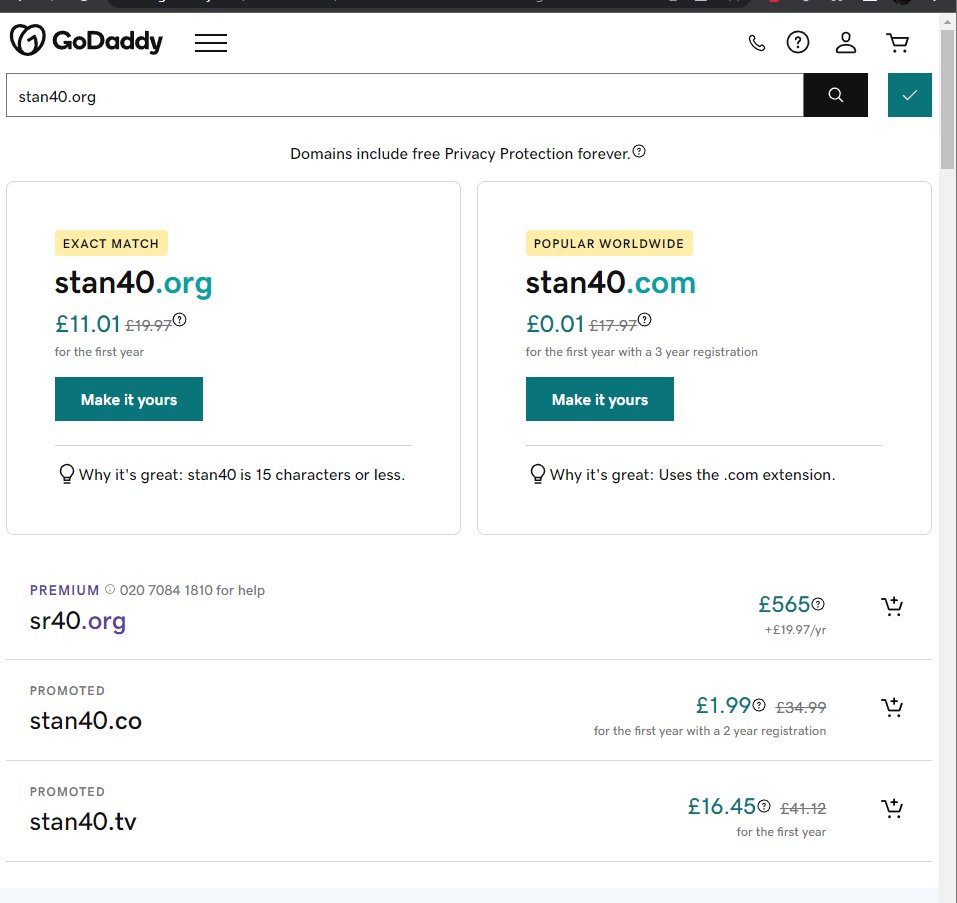 GoDaddy
stan40.org
Domains include free Privacy Protection forever.
EXACT MATCH
stan40.org
£11.01 £19.97
for the first year
Make it yours
Why it's great: stan40 is 15 characters or less.
POPULAR WORLDWIDE
stan40.com
£0.01 £17.97
for the first year with a 3 year registration
Make it yours
Why it's great: Uses the .com extension.
PREMIUM 020 7084 1810 for help
sr40.org
£565
+£19.97/yr
PROMOTED
stan40.co
£1.99 £34.99
for the first year with a 2 year registration
PROMOTED
stan40.tv
£16.45 £41.12
for the first year